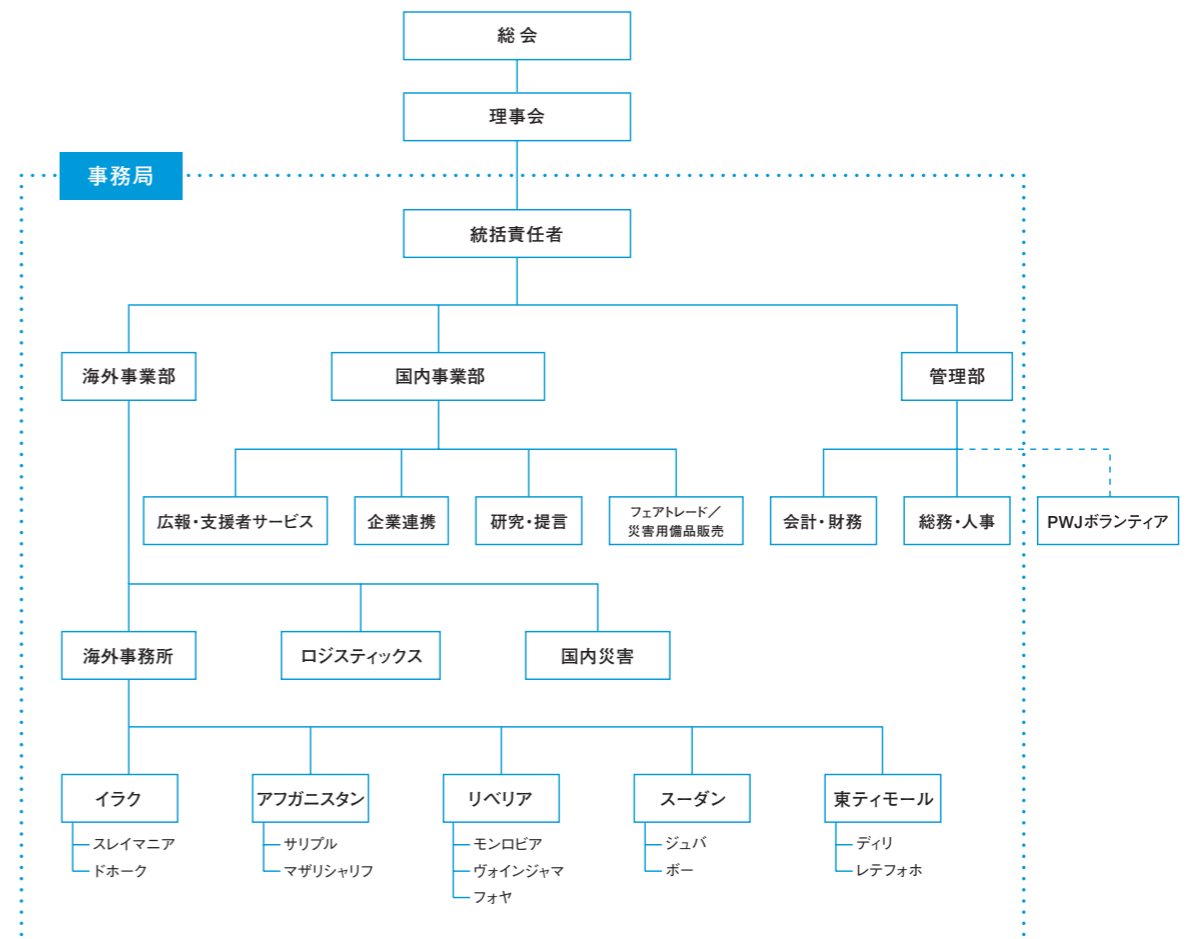 総会
理事会
事務局
統括責任者
海外事業部
国内事業部
管理部
広報・支援者サービス
企業連携
研究・提言
フェアトレード／
災害用備品販売
会計・財務
総務・人事
PWJボランティア
海外事務所
ロジスティックス
国内災害
イラク
アフガニスタン
リベリア
スーダン
東ティモール
スレイマニア
ドホーク
サリプル
マザリシャリフ
モンロビア
ヴォインジャマ
フォヤ
ジュバ
ボー
ディリ
レテフォホ